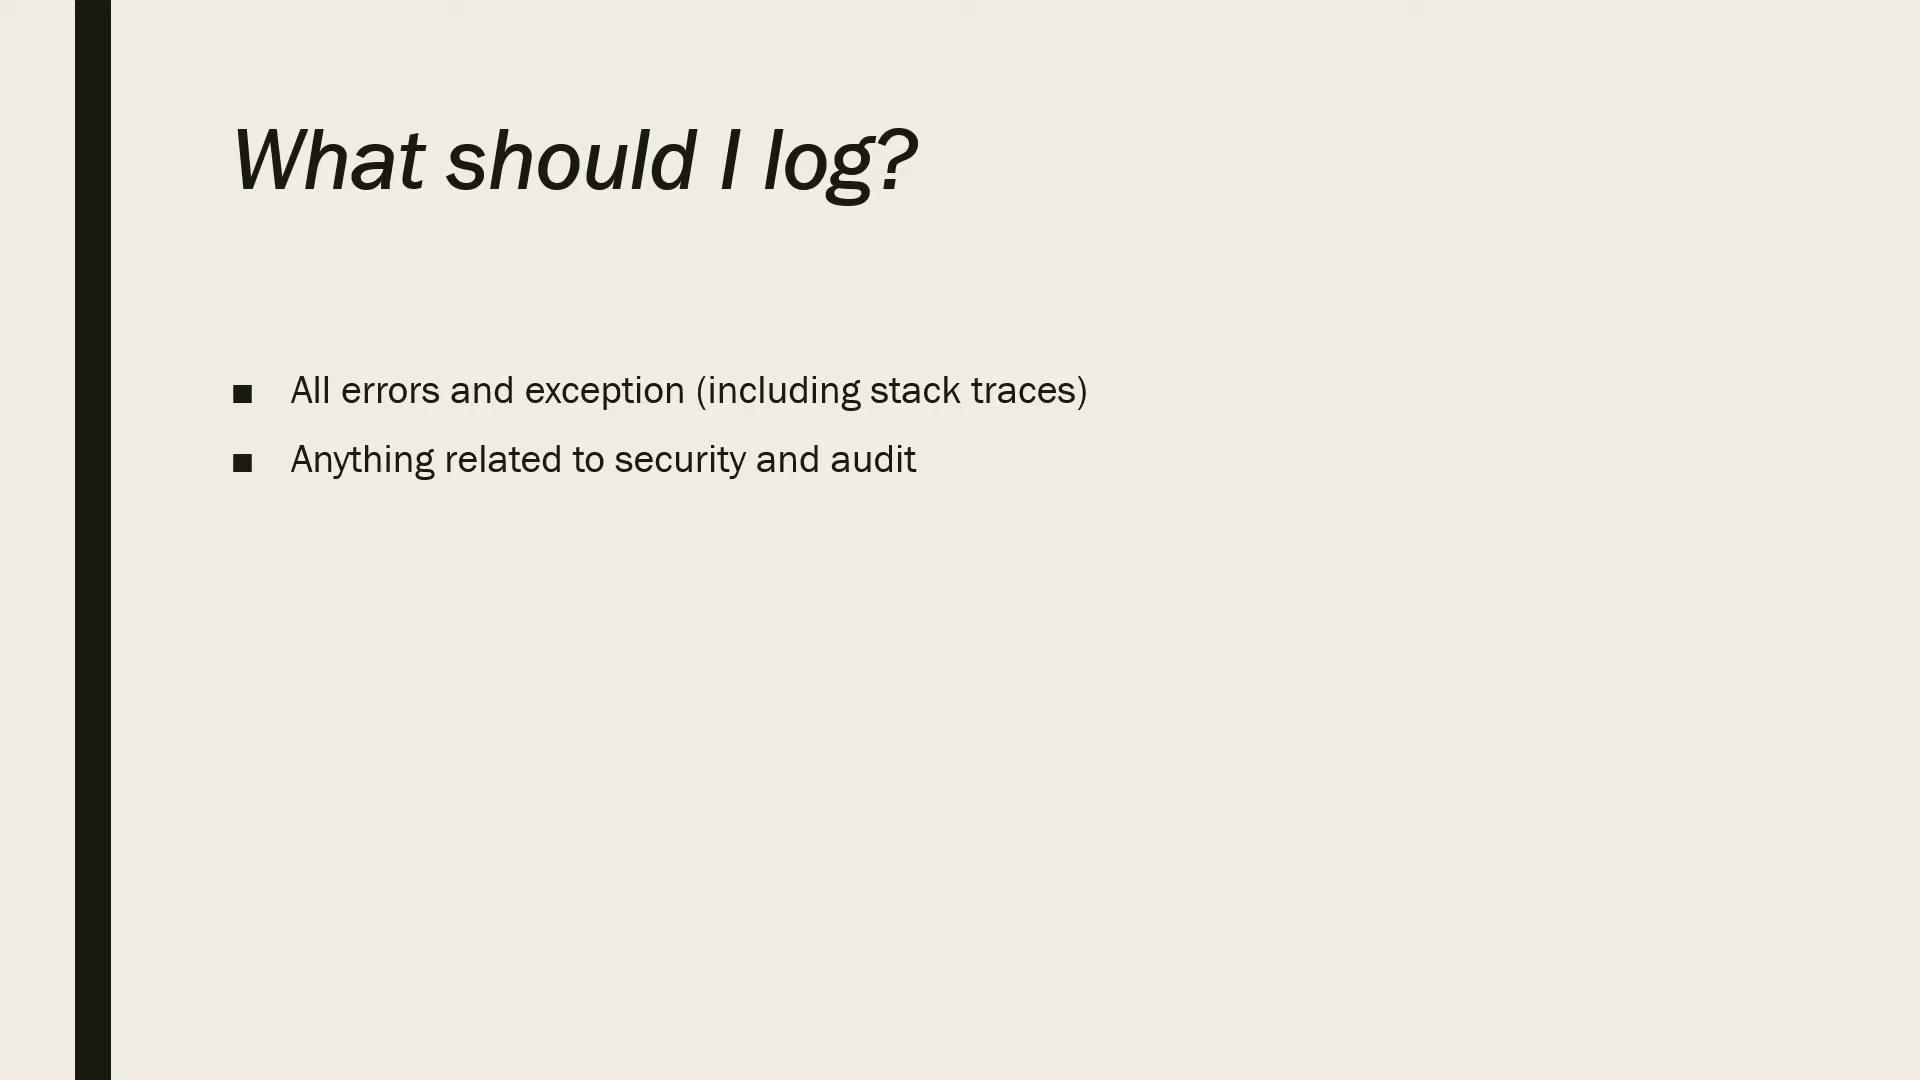 What should I log?
■ All errors and exception (including stack traces)
■ Anything related to security and audit